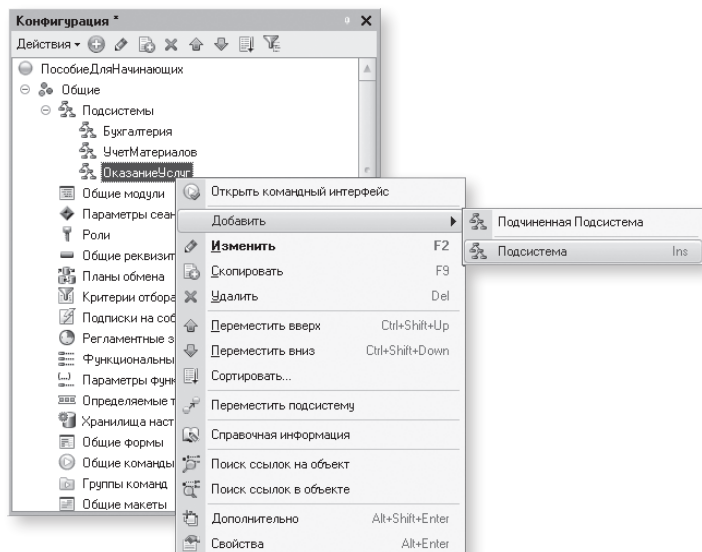 Конфигурация *
Действия
ПособиеДляНачинающих
Общие
Подсистемы
Бухгалтерия
УчетМатериалов
ОказаниеУслуг
Общие модули
Параметры сеан
Роли
Общие реквизит
Планы обмена
Критерии отбора
Подписки на соб
Регламентные з
Функциональны
Параметры функ
Определяемые т
Хранилища наст
Общие формы
Общие команды
Группы команд
Общие макеты
Открыть командный интерфейс
Добавить
Изменить F2
Скопировать F9
Удалить Del
Переместить вверх Ctrl+Shift+Up
Переместить вниз Ctrl+Shift+Down
Сортировать...
Переместить подсистему
Справочная информация
Поиск ссылок на объект
Поиск ссылок в объекте
Дополнительно Alt+Shift+Enter
Свойства Alt+Enter
Подчиненная Подсистема
Подсистема Ins